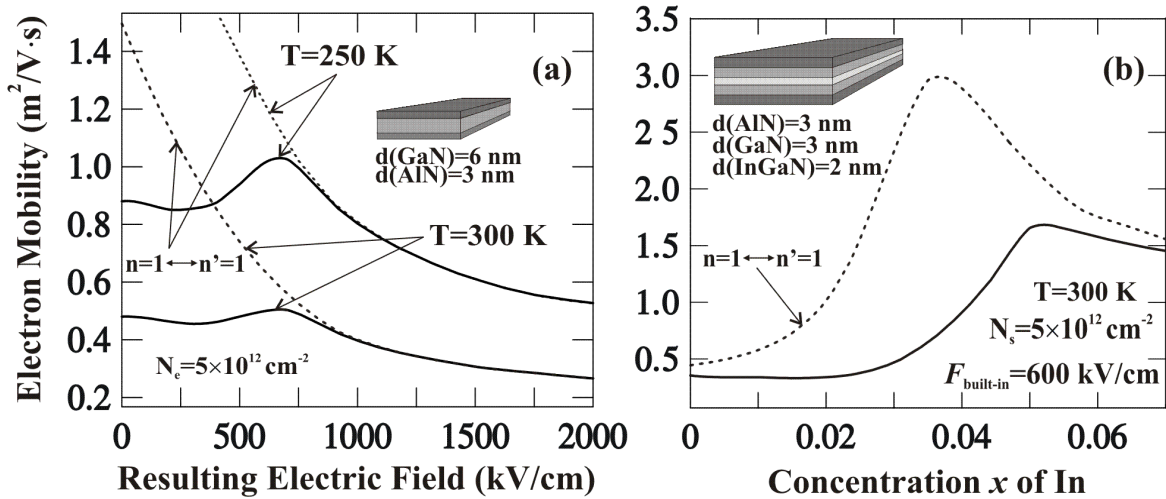 Electron Mobility (m²/V·s)
1.4
1.2
1.0
0.8
0.6
0.4
0.2
T=250 K
(a)
d(GaN)=6 nm
d(AlN)=3 nm
T=300 K
n=1⟷n'=1
Nₑ=5×10¹² cm⁻²
0
500
1000
1500
2000
Resulting Electric Field (kV/cm)
3.5
3.0
2.5
2.0
1.5
1.0
0.5
(b)
d(AlN)=3 nm
d(GaN)=3 nm
d(InGaN)=2 nm
n=1⟷n'=1
T=300 K
Nₛ=5×10¹² cm⁻²
F built-in=600 kV/cm
0
0.02
0.04
0.06
Concentration x of In